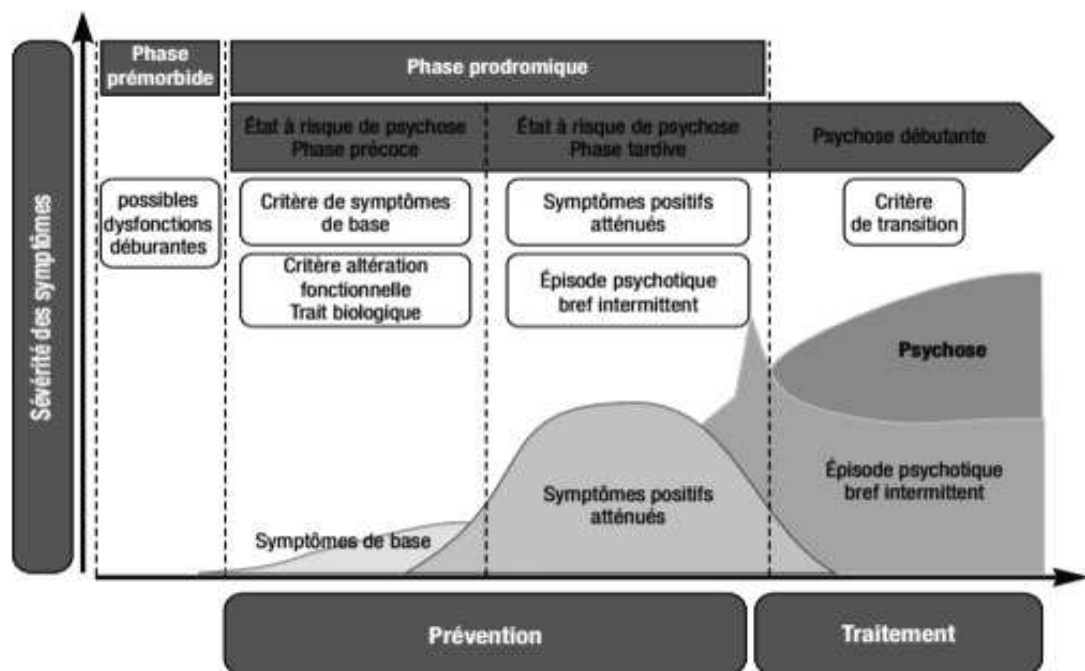 Sévérité des symptômes
Phase
prémorbide
Phase prodromique
État à risque de psychose
Phase précoce
État à risque de psychose
Phase tardive
Psychose débutante
possibles
dysfonctions
déburantes
Critère de symptômes
de base
Critère altération
fonctionnelle
Trait biologique
Symptômes positifs
atténués
Épisode psychotique
bref intermittent
Critère
de transition
Symptômes de base
Symptômes positifs
atténués
Psychose
Épisode psychotique
bref intermittent
Prévention
Traitement